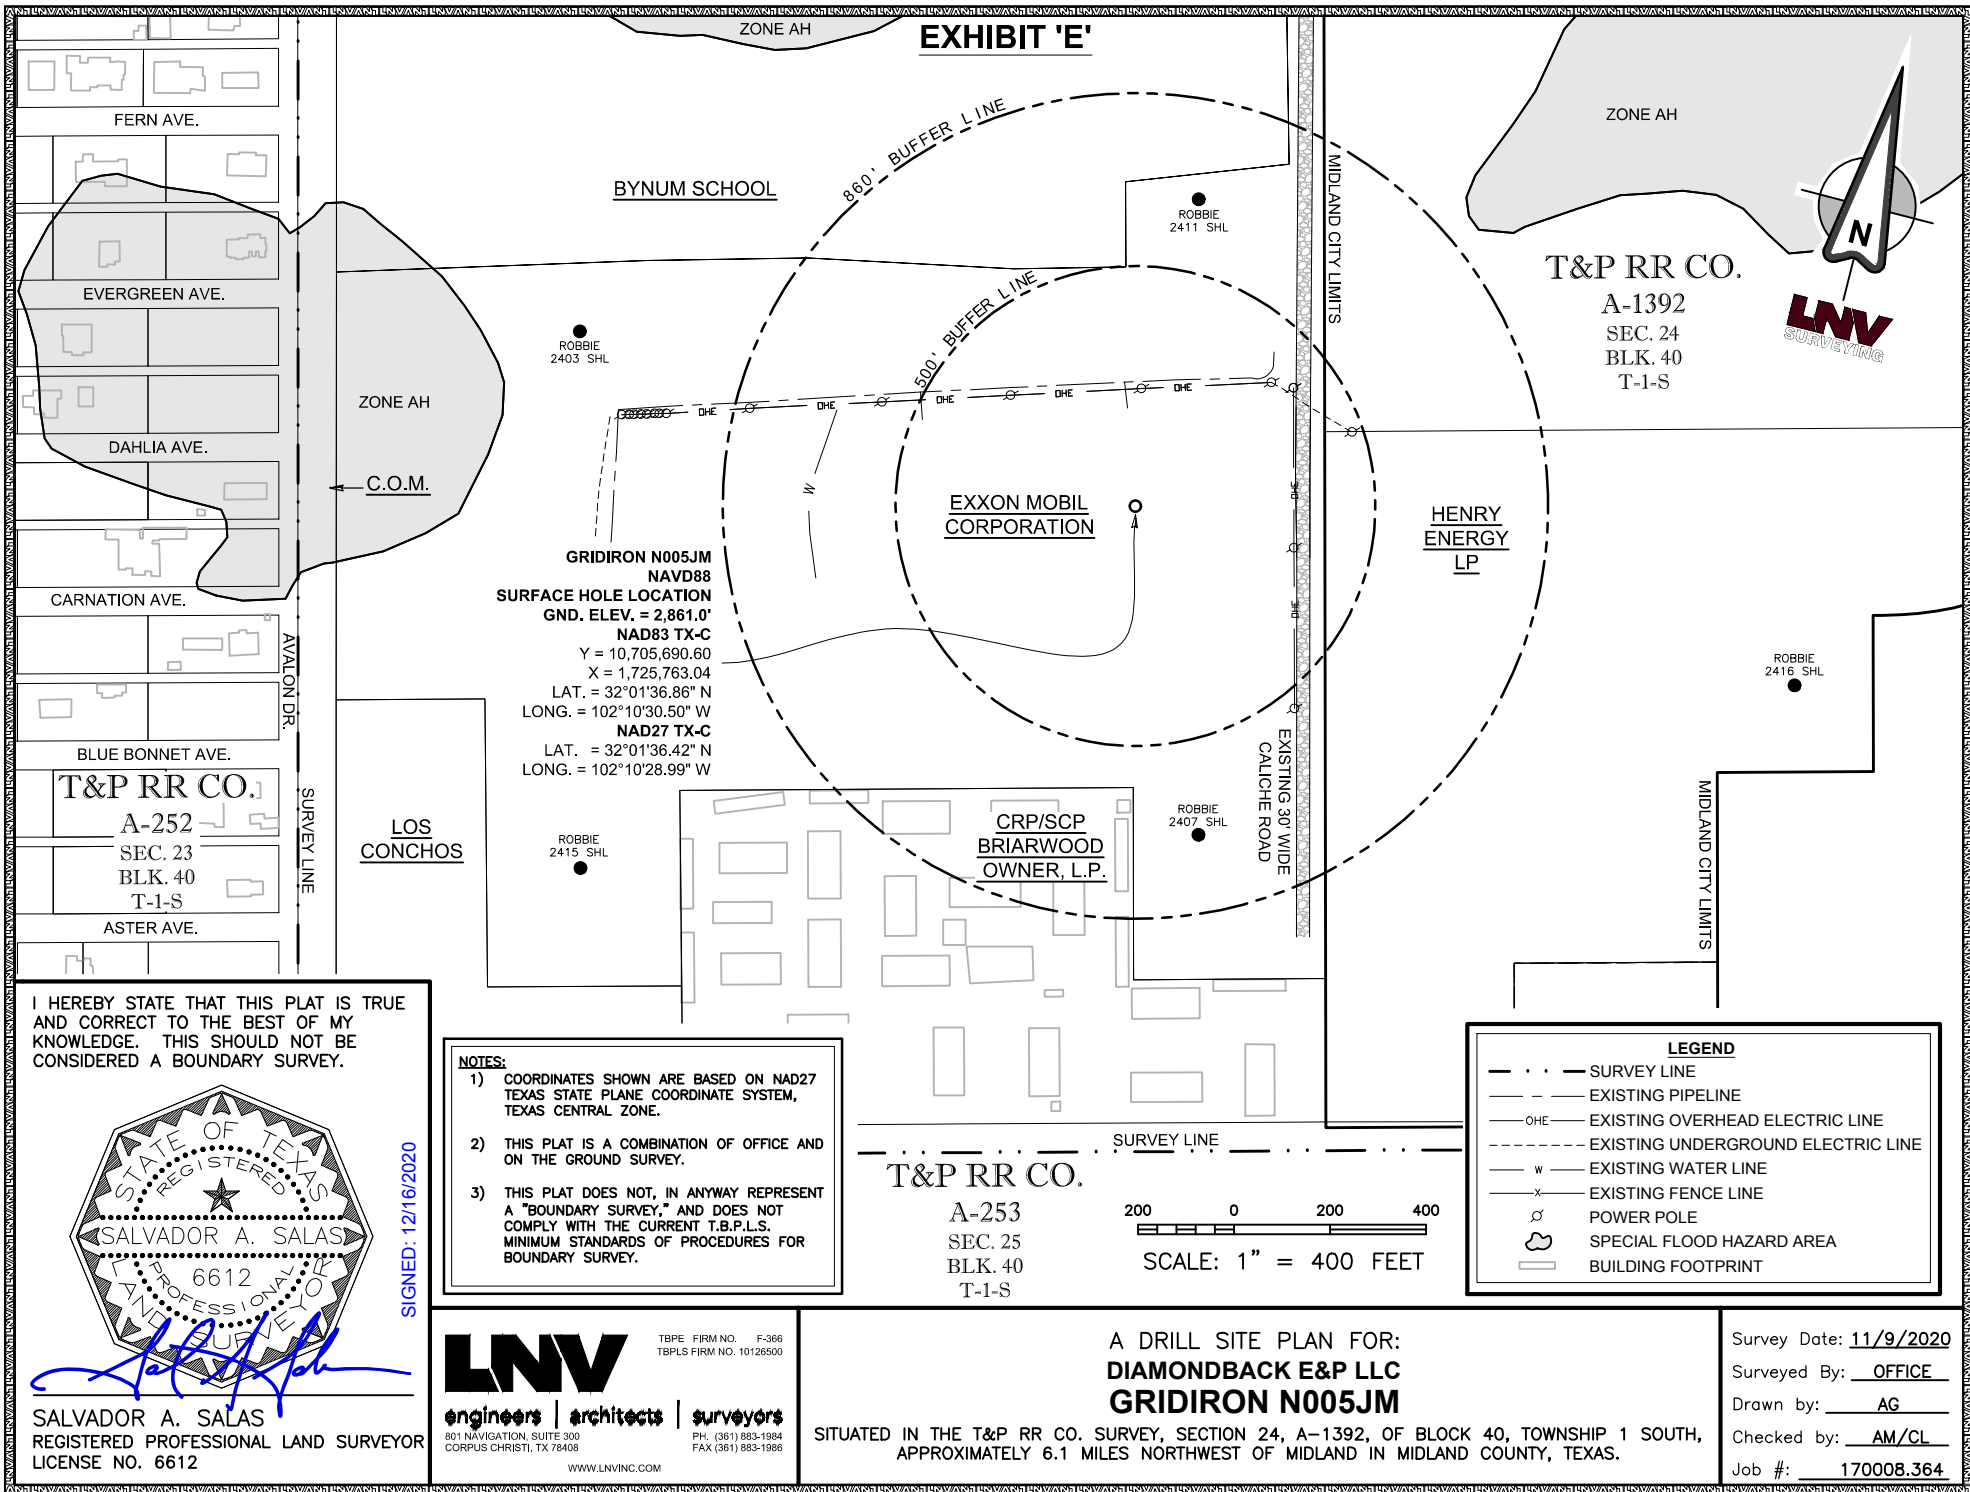 EXHIBIT 'E'
ZONE AH
ZONE AH
FERN AVE.
BYNUM SCHOOL
860' BUFFER LINE
ROBBIE
2411 SHL
MIDLAND CITY LIMITS
N
LNV
SURVEYING
T&P RR CO.
A-1392
SEC. 24
BLK. 40
T-1-S
EVERGREEN AVE.
500' BUFFER LINE
ROBBIE
2403 SHL
ZONE AH
OHE
OHE
OHE
OHE
OHE
DAHLIA AVE.
C.O.M.
W
OHE
OHE
EXXON MOBIL
CORPORATION
HENRY
ENERGY
LP
CARNATION AVE.
GRIDIRON N005JM
NAVD88
SURFACE HOLE LOCATION
GND. ELEV. = 2,861.0'
NAD83 TX-C
Y = 10,705,690.60
X = 1,725,763.04
LAT. = 32°01'36.86" N
LONG. = 102°10'30.50" W
NAD27 TX-C
LAT. = 32°01'36.42" N
LONG. = 102°10'28.99" W
AVALON DR.
BLUE BONNET AVE.
ROBBIE
2416 SHL
EXISTING 30' WIDE
CALICHE ROAD
MIDLAND CITY LIMITS
T&P RR CO.
A-252
SEC. 23
BLK. 40
T-1-S
SURVEY LINE
LOS
CONCHOS
ROBBIE
2415 SHL
CRP/SCP
BRIARWOOD
OWNER, L.P.
ROBBIE
2407 SHL
ASTER AVE.
I HEREBY STATE THAT THIS PLAT IS TRUE
AND CORRECT TO THE BEST OF MY
KNOWLEDGE. THIS SHOULD NOT BE
CONSIDERED A BOUNDARY SURVEY.
STATE OF TEXAS
REGISTERED
SALVADOR A. SALAS
6612
PROFESSIONAL
LAND SURVEYOR
SIGNED: 12/16/2020
SALVADOR A. SALAS
REGISTERED PROFESSIONAL LAND SURVEYOR
LICENSE NO. 6612
NOTES:
1) COORDINATES SHOWN ARE BASED ON NAD27
TEXAS STATE PLANE COORDINATE SYSTEM,
TEXAS CENTRAL ZONE.
2) THIS PLAT IS A COMBINATION OF OFFICE AND
ON THE GROUND SURVEY.
3) THIS PLAT DOES NOT, IN ANYWAY REPRESENT
A "BOUNDARY SURVEY," AND DOES NOT
COMPLY WITH THE CURRENT T.B.P.L.S.
MINIMUM STANDARDS OF PROCEDURES FOR
BOUNDARY SURVEY.
SURVEY LINE
T&P RR CO.
A-253
SEC. 25
BLK. 40
T-1-S
200 0 200 400
SCALE: 1" = 400 FEET
LEGEND
SURVEY LINE
EXISTING PIPELINE
OHE EXISTING OVERHEAD ELECTRIC LINE
EXISTING UNDERGROUND ELECTRIC LINE
W EXISTING WATER LINE
X EXISTING FENCE LINE
POWER POLE
SPECIAL FLOOD HAZARD AREA
BUILDING FOOTPRINT
LNV
engineers | architects | surveyors
TBPE FIRM NO. F-366
TBPLS FIRM NO. 10126500
801 NAVIGATION, SUITE 300
CORPUS CHRISTI, TX 78408
PH. (361) 883-1984
FAX (361) 883-1986
WWW.LNVINC.COM
A DRILL SITE PLAN FOR:
DIAMONDBACK E&P LLC
GRIDIRON N005JM
SITUATED IN THE T&P RR CO. SURVEY, SECTION 24, A-1392, OF BLOCK 40, TOWNSHIP 1 SOUTH,
APPROXIMATELY 6.1 MILES NORTHWEST OF MIDLAND IN MIDLAND COUNTY, TEXAS.
Survey Date: 11/9/2020
Surveyed By: OFFICE
Drawn by: AG
Checked by: AM/CL
Job #: 170008.364